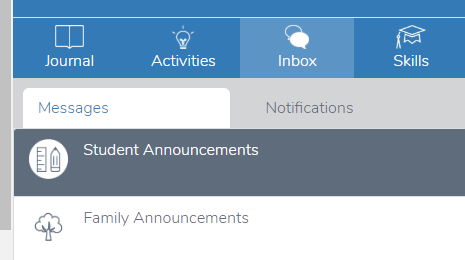 Journal Activities Inbox Skills
Messages Notifications
Student Announcements
Family Announcements